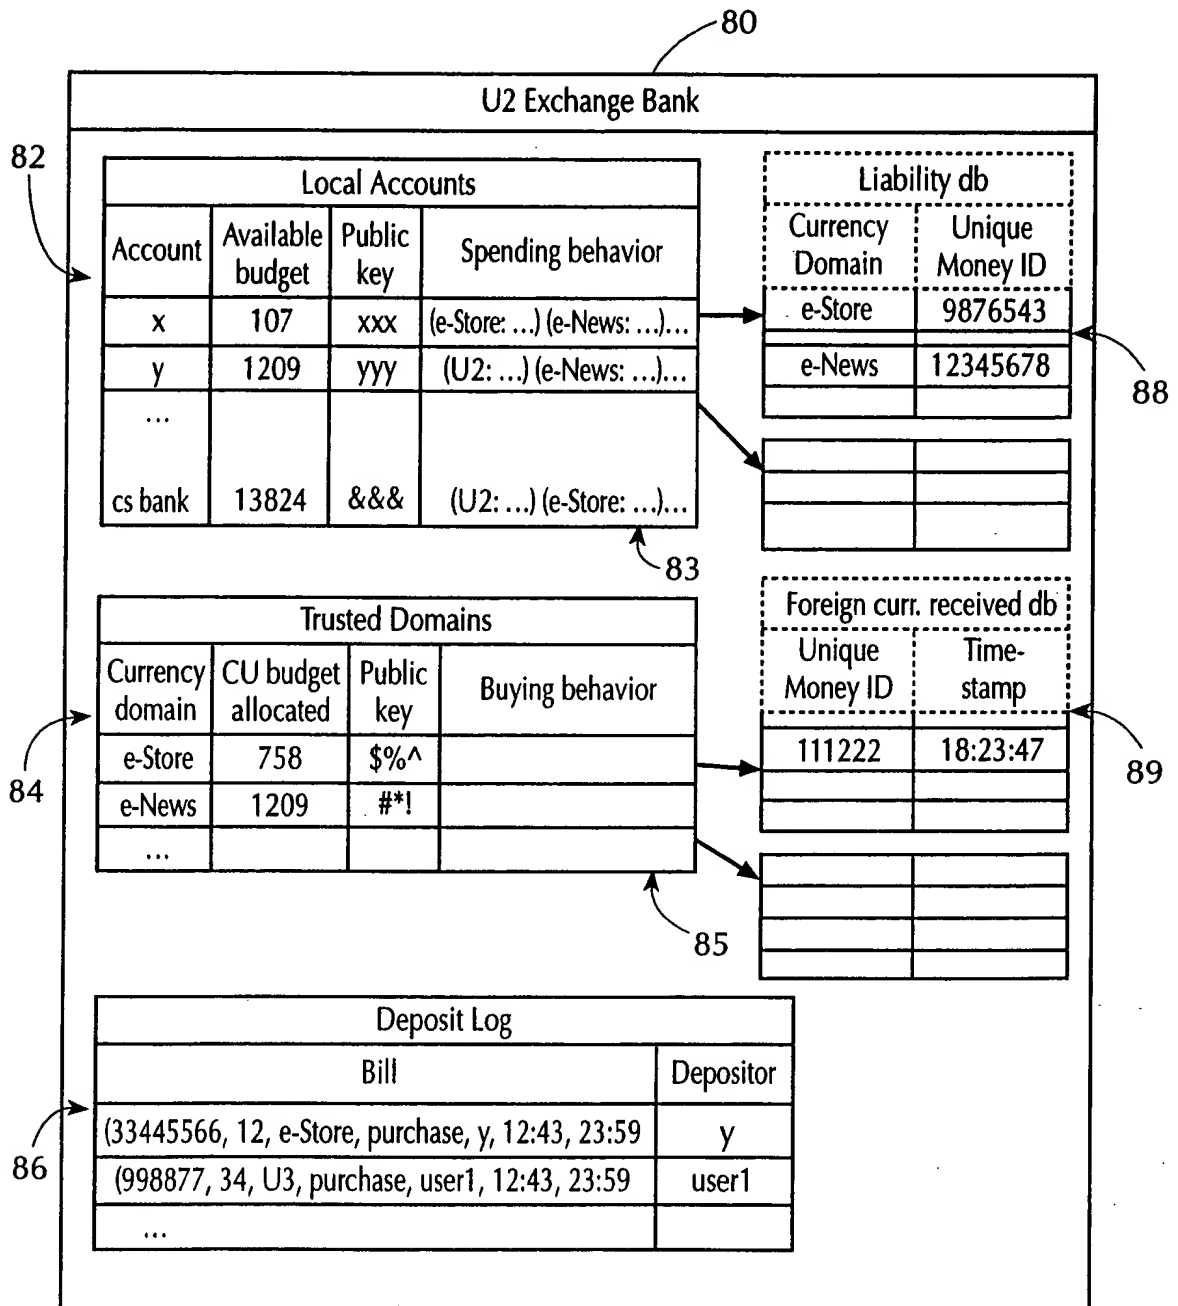 80
U2 Exchange Bank
82
Local Accounts
Account Available budget Public key Spending behavior
x 107 xxx (e-Store: ...) (e-News: ...)...
y 1209 yyy (U2: ...) (e-News: ...)...
...
cs bank 13824 &&& (U2: ...) (e-Store: ...)...
83
Liability db
Currency Domain Unique Money ID
e-Store 9876543
e-News 12345678
88
84
Trusted Domains
Currency domain CU budget allocated Public key Buying behavior
e-Store 758 $%^
e-News 1209 #*!
...
85
Foreign curr. received db
Unique Money ID Time-stamp
111222 18:23:47
89
86
Deposit Log
Bill Depositor
(33445566, 12, e-Store, purchase, y, 12:43, 23:59 y
(998877, 34, U3, purchase, user1, 12:43, 23:59 user1
...